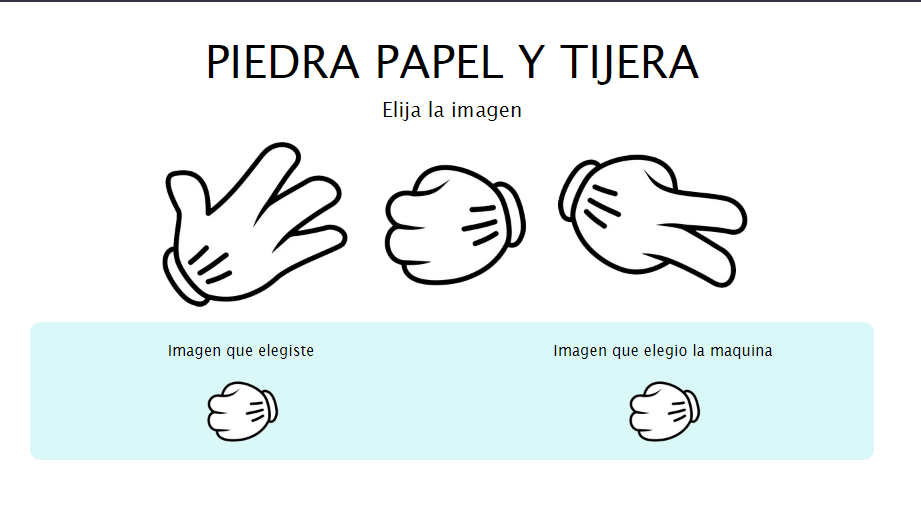 PIEDRA PAPEL Y TIJERA
Elija la imagen
Imagen que elegiste
Imagen que elegio la maquina